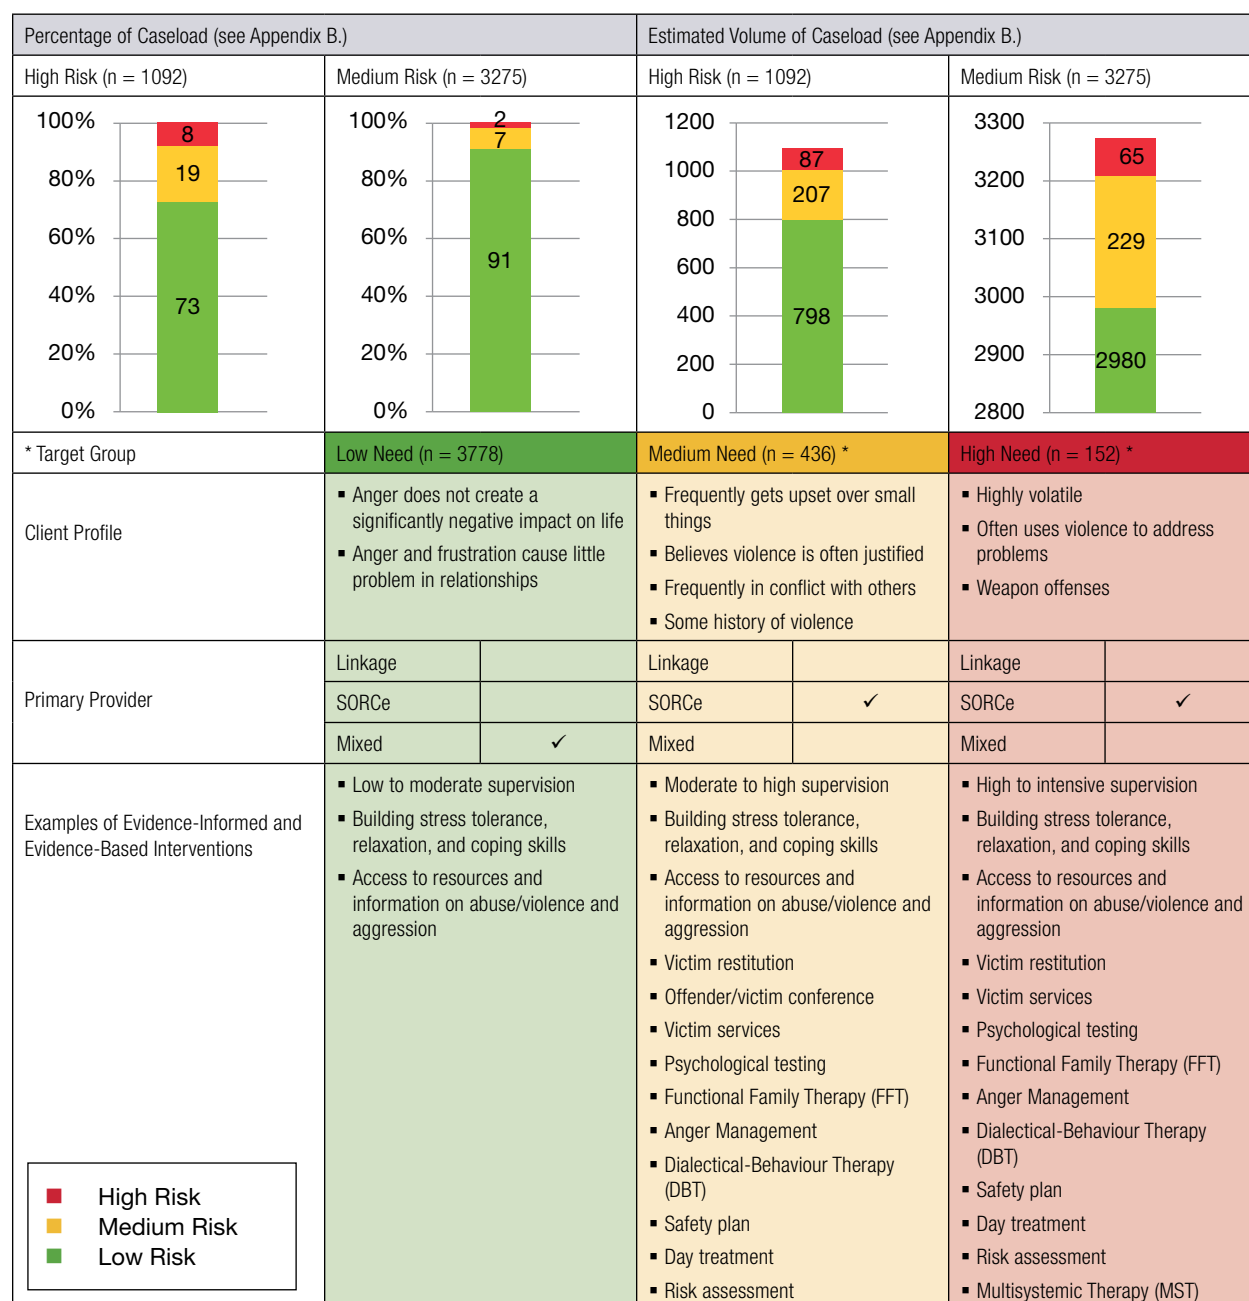 Percentage of Caseload (see Appendix B.)
Estimated Volume of Caseload (see Appendix B.)
High Risk (n = 1092)
Medium Risk (n = 3275)
High Risk (n = 1092)
Medium Risk (n = 3275)
100%
80%
60%
40%
20%
0%
8
19
73
100%
80%
60%
40%
20%
0%
2
7
91
1200
1000
800
600
400
200
0
87
207
798
3300
3200
3100
3000
2900
2800
65
229
2980
* Target Group
Low Need (n = 3778)
Medium Need (n = 436) *
High Need (n = 152) *
Client Profile
▪ Anger does not create a
significantly negative impact on life
▪ Anger and frustration cause little
problem in relationships
▪ Frequently gets upset over small
things
▪ Believes violence is often justified
▪ Frequently in conflict with others
▪ Some history of violence
▪ Highly volatile
▪ Often uses violence to address
problems
▪ Weapon offenses
Primary Provider
Linkage
SORCe
Mixed ✓
Linkage
SORCe ✓
Mixed
Linkage
SORCe ✓
Mixed
Examples of Evidence-Informed and
Evidence-Based Interventions
▪ Low to moderate supervision
▪ Building stress tolerance,
relaxation, and coping skills
▪ Access to resources and
information on abuse/violence and
aggression
▪ Moderate to high supervision
▪ Building stress tolerance,
relaxation, and coping skills
▪ Access to resources and
information on abuse/violence and
aggression
▪ Victim restitution
▪ Offender/victim conference
▪ Victim services
▪ Psychological testing
▪ Functional Family Therapy (FFT)
▪ Anger Management
▪ Dialectical-Behaviour Therapy
(DBT)
▪ Safety plan
▪ Day treatment
▪ Risk assessment
▪ High to intensive supervision
▪ Building stress tolerance,
relaxation, and coping skills
▪ Access to resources and
information on abuse/violence and
aggression
▪ Victim restitution
▪ Victim services
▪ Psychological testing
▪ Functional Family Therapy (FFT)
▪ Anger Management
▪ Dialectical-Behaviour Therapy
(DBT)
▪ Safety plan
▪ Day treatment
▪ Risk assessment
▪ Multisystemic Therapy (MST)
High Risk
Medium Risk
Low Risk